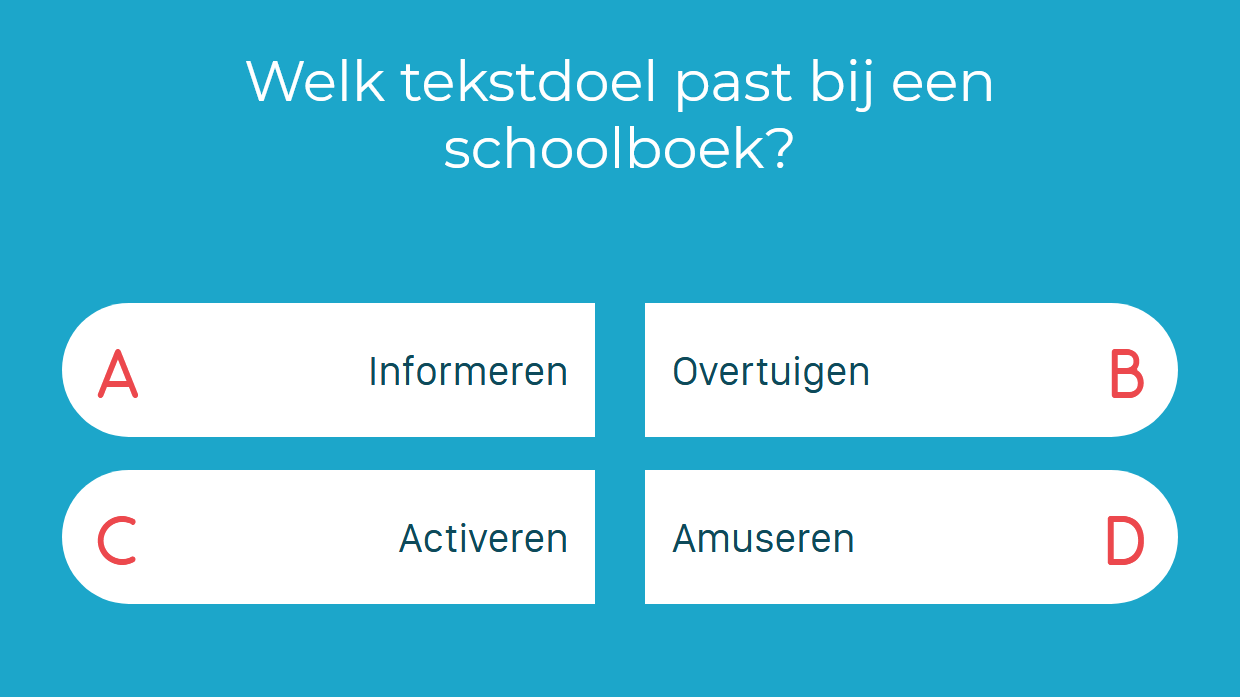 Welk tekstdoel past bij een
schoolboek?
A Informeren
Overtuigen B
C Activeren
Amuseren D